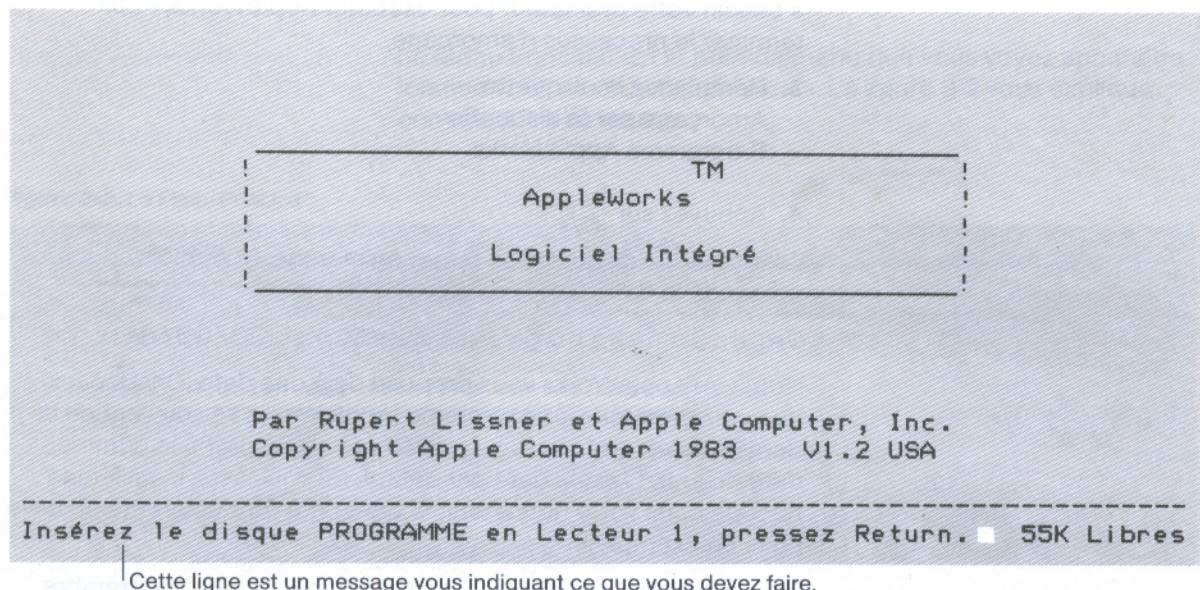 TM
AppleWorks
Logiciel Intégré
Par Rupert Lissner et Apple Computer, Inc.
Copyright Apple Computer 1983 V1.2 USA
Insérez le disque PROGRAMME en Lecteur 1, pressez Return. 55K Libres
Cette ligne est un message vous indiquant ce que vous devez faire.